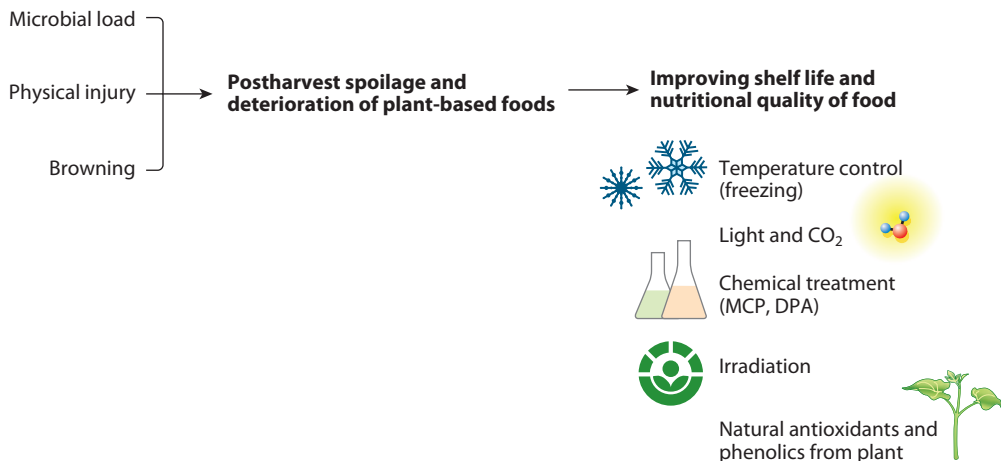 Microbial load
Physical injury
Browning
Postharvest spoilage and
deterioration of plant-based foods
Improving shelf life and
nutritional quality of food
Temperature control
(freezing)
Light and CO₂
Chemical treatment
(MCP, DPA)
Irradiation
Natural antioxidants and
phenolics from plant